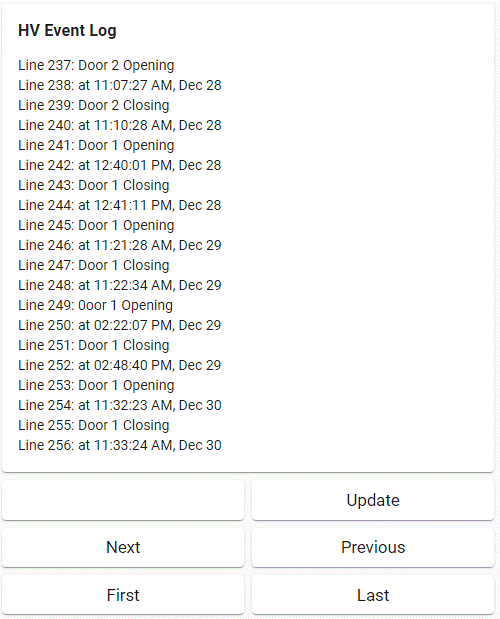 HV Event Log
Line 237: Door 2 Opening
Line 238: at 11:07:27 AM, Dec 28
Line 239: Door 2 Closing
Line 240: at 11:10:28 AM, Dec 28
Line 241: Door 1 Opening
Line 242: at 12:40:01 PM, Dec 28
Line 243: Door 1 Closing
Line 244: at 12:41:11 PM, Dec 28
Line 245: Door 1 Opening
Line 246: at 11:21:28 AM, Dec 29
Line 247: Door 1 Closing
Line 248: at 11:22:34 AM, Dec 29
Line 249: 0oor 1 Opening
Line 250: at 02:22:07 PM, Dec 29
Line 251: Door 1 Closing
Line 252: at 02:48:40 PM, Dec 29
Line 253: Door 1 Opening
Line 254: at 11:32:23 AM, Dec 30
Line 255: Door 1 Closing
Line 256: at 11:33:24 AM, Dec 30
Update
Next
Previous
First
Last